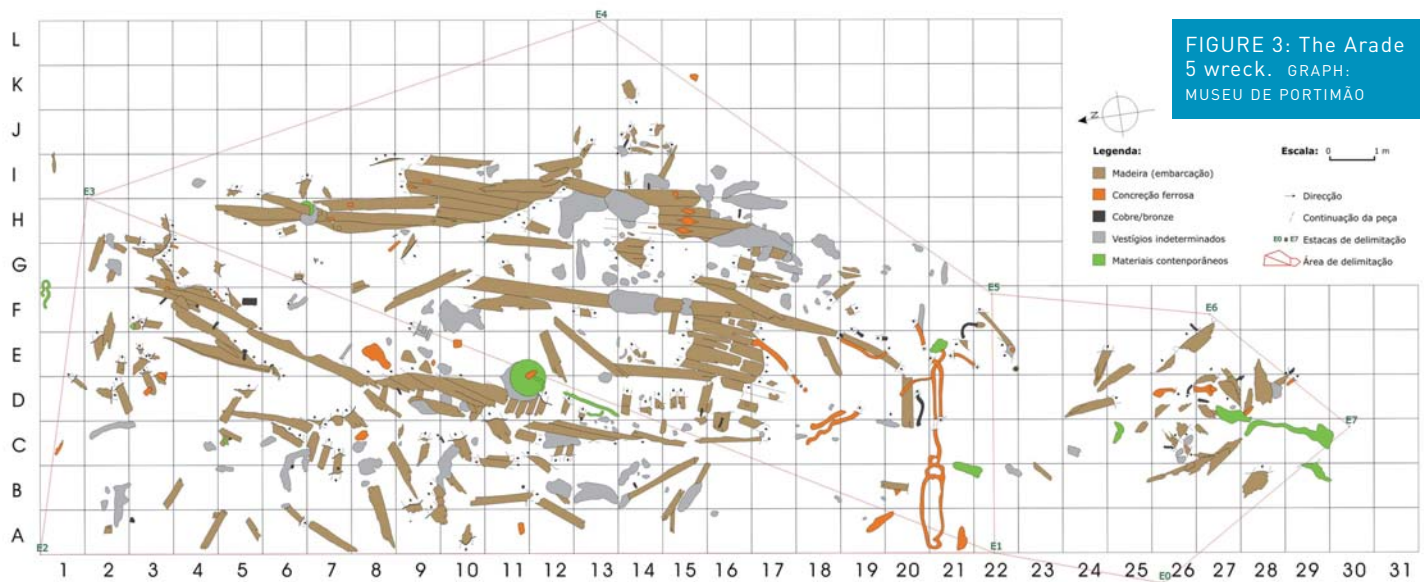 FIGURE 3: The Arade
5 wreck. GRAPH:
MUSEU DE PORTIMÃO
E4
L
K
J
I
H
G
F
E
D
C
B
A
E3
E5
E6
E7
E2
E1
E0
N
Legenda:
Madeira (embarcação)
Concreção ferrosa
Cobre/bronze
Vestígios indeterminados
Materiais contenporâneos
Escala: 0 1 m
Direcção
Continuação da peça
E0 a E7 Estacas de delimitação
Área de delimitação
1 2 3 4 5 6 7 8 9 10 11 12 13 14 15 16 17 18 19 20 21 22 23 24 25 26 27 28 29 30 31